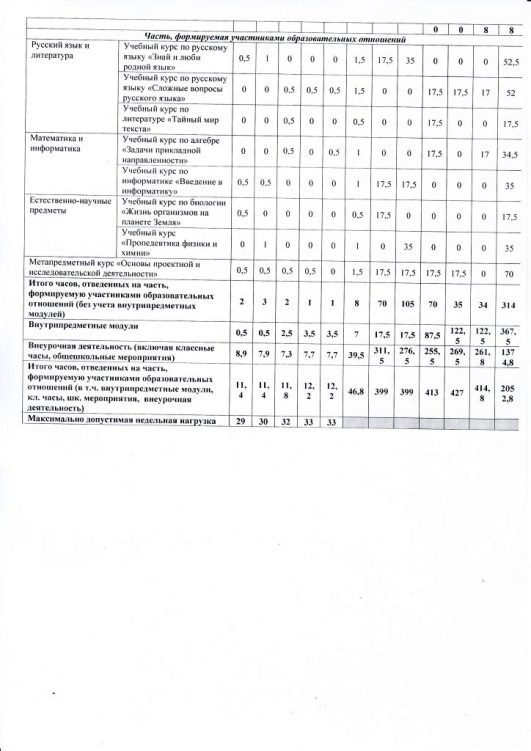 0 0 8 8
Часть, формируемая участниками образовательных отношений
Русский язык и литература Учебный курс по русскому языку «Знай и люби родной язык» 0,5 1 0 0 0 1,5 17,5 35 0 0 0 52,5
Учебный курс по русскому языку «Сложные вопросы русского языка» 0 0 0,5 0,5 0,5 1,5 0 0 17,5 17,5 17 52
Учебный курс по литературе «Тайный мир текста» 0 0 0,5 0 0 0,5 0 0 17,5 0 0 17,5
Математика и информатика Учебный курс по алгебре «Задачи прикладной направленности» 0 0 0,5 0 0,5 1 0 0 17,5 0 17 34,5
Учебный курс по информатике «Введение в информатику» 0,5 0,5 0 0 0 1 17,5 17,5 0 0 0 35
Естественно-научные предметы Учебный курс по биологии «Жизнь организмов на планете Земля» 0,5 0 0 0 0 0,5 17,5 0 0 0 0 17,5
Учебный курс «Пропедевтика физики и химии» 0 1 0 0 0 1 0 35 0 0 0 35
Метапредметный курс «Основы проектной и исследовательской деятельности» 0,5 0,5 0,5 0,5 0 1,5 17,5 17,5 17,5 17,5 0 70
Итого часов, отведенных на часть, формируемую участниками образовательных отношений (без учета внутрипредметных модулей) 2 3 2 1 1 8 70 105 70 35 34 314
Внутрипредметные модули 0,5 0,5 2,5 3,5 3,5 7 17,5 17,5 87,5 122,5 122,5 367,5
Внеурочная деятельность (включая классные часы, общешкольные мероприятия) 8,9 7,9 7,3 7,7 7,7 39,5 311,5 276,5 255,5 269,5 261,8 1374,8
Итого часов, отведенных на часть, формируемую участниками образовательных отношений (в т.ч. внутрипредметные модули, кл. часы, шк. мероприятия, внеурочная деятельность) 11,4 11,4 11,8 12,2 12,2 46,8 399 399 413 427 414,8 2052,8
Максимально допустимая недельная нагрузка 29 30 32 33 33